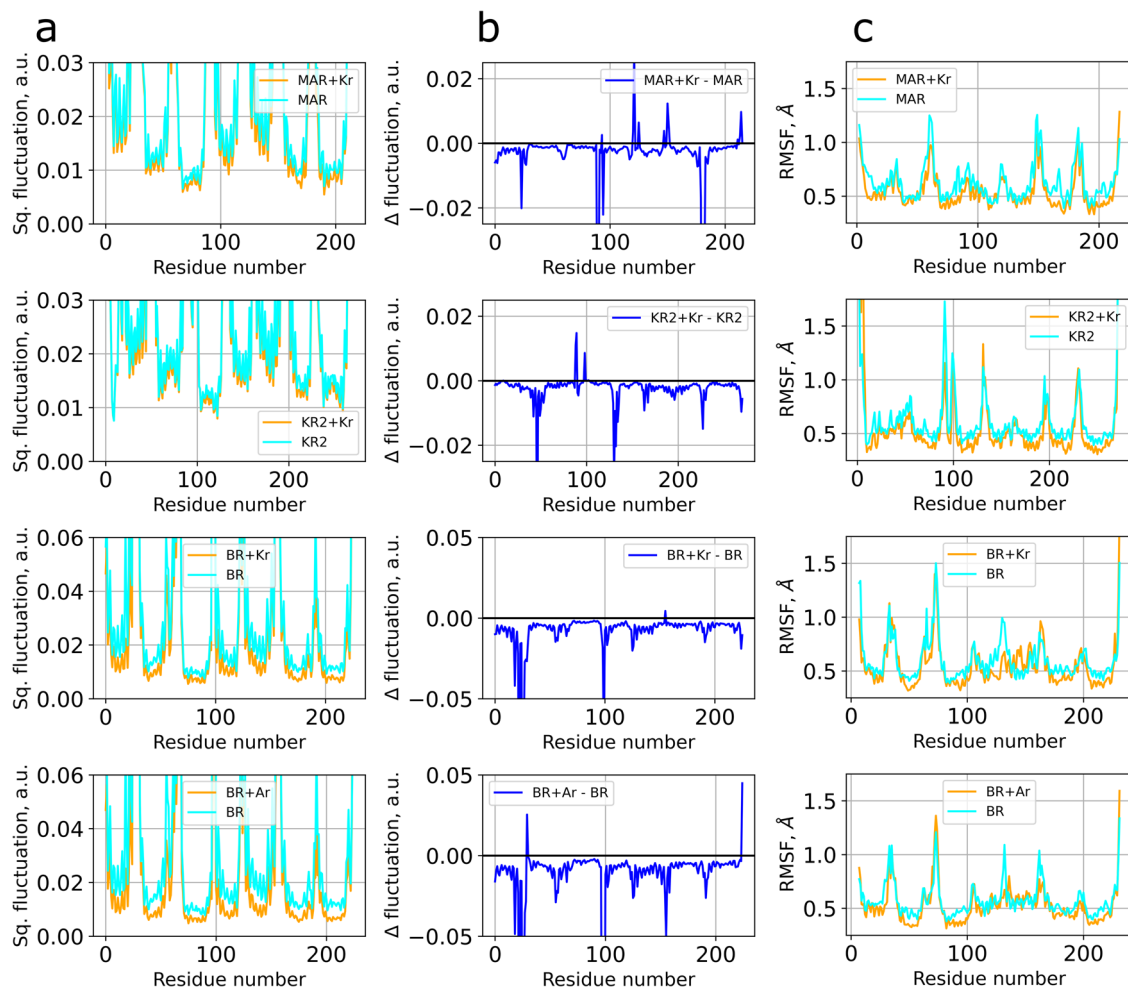 a
b
c
Sq. fluctuation, a.u.
0.03
0.02
0.01
0.00
MAR+Kr
MAR
0
100
200
Residue number
Δ fluctuation, a.u.
0.02
0.00
−0.02
MAR+Kr - MAR
0
100
200
Residue number
RMSF, Å
1.5
1.0
0.5
MAR+Kr
MAR
0
100
200
Residue number
Sq. fluctuation, a.u.
0.03
0.02
0.01
0.00
KR2+Kr
KR2
0
100
200
Residue number
Δ fluctuation, a.u.
0.02
0.00
−0.02
KR2+Kr - KR2
0
100
200
Residue number
RMSF, Å
1.5
1.0
0.5
KR2+Kr
KR2
0
100
200
Residue number
Sq. fluctuation, a.u.
0.06
0.04
0.02
0.00
BR+Kr
BR
0
100
200
Residue number
Δ fluctuation, a.u.
0.05
0.00
−0.05
BR+Kr - BR
0
100
200
Residue number
RMSF, Å
1.5
1.0
0.5
BR+Kr
BR
0
100
200
Residue number
Sq. fluctuation, a.u.
0.06
0.04
0.02
0.00
BR+Ar
BR
0
100
200
Residue number
Δ fluctuation, a.u.
0.05
0.00
−0.05
BR+Ar - BR
0
100
200
Residue number
RMSF, Å
1.5
1.0
0.5
BR+Ar
BR
0
100
200
Residue number